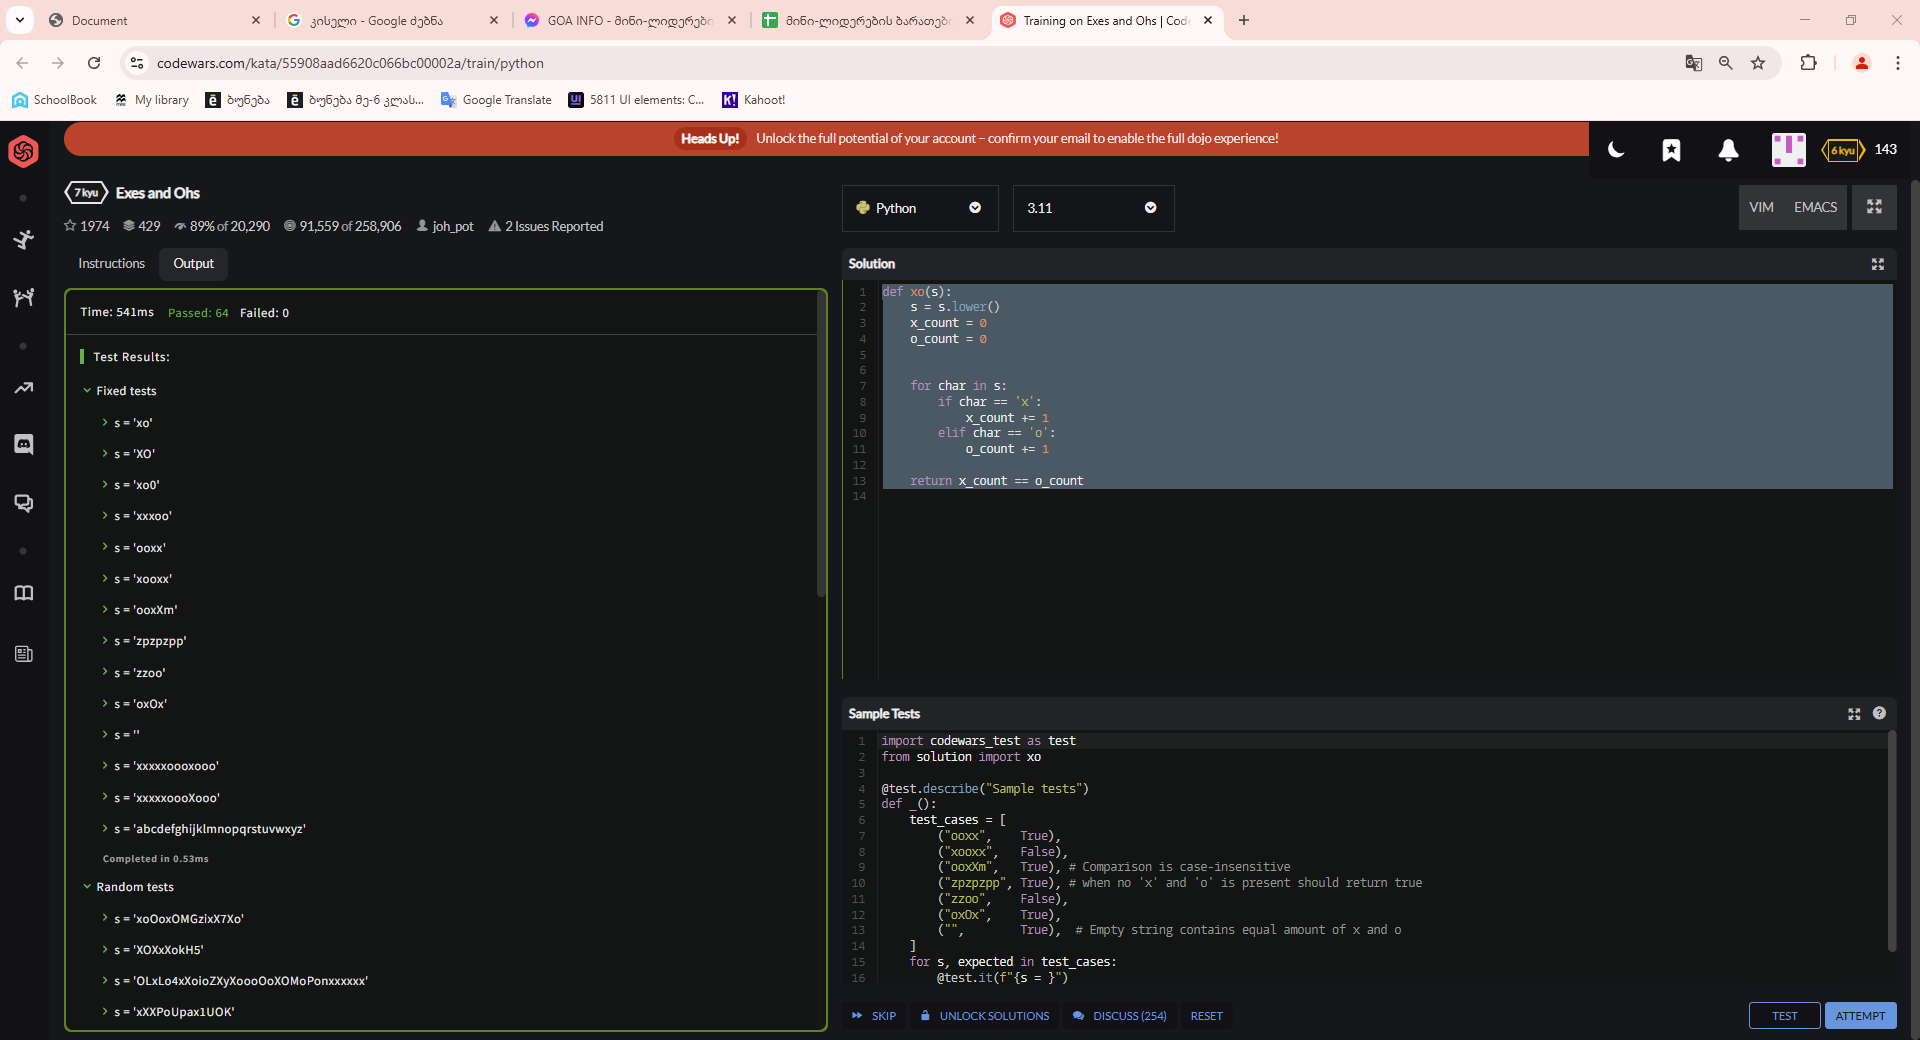 Document
კისელი - Google ძებნა
GOA INFO - მინი-ლიდერები
მინი-ლიდერების ბარათები
Training on Exes and Ohs | Code
codewars.com/kata/55908aad6620c066bc00002a/train/python
SchoolBook
My library
ბუნება
ბუნება მე-6 კლას...
Google Translate
5811 UI elements: C...
Kahoot!
Heads Up! Unlock the full potential of your account – confirm your email to enable the full dojo experience!
6 kyu 143
7 kyu Exes and Ohs
1974 429 89% of 20,290 91,559 of 258,906 joh_pot 2 Issues Reported
Instructions Output
Time: 541ms Passed: 64 Failed: 0
Test Results:
Fixed tests
s = 'xo'
s = 'XO'
s = 'xo0'
s = 'xxxoo'
s = 'ooxx'
s = 'xooxx'
s = 'ooxXm'
s = 'zpzpzpp'
s = 'zzoo'
s = 'oxOx'
s = ''
s = 'xxxxxoooxooo'
s = 'xxxxxoooXooo'
s = 'abcdefghijklmnopqrstuvwxyz'
Completed in 0.53ms
Random tests
s = 'xoOoxOMGzixX7Xo'
s = 'XOXxXokH5'
s = 'OLxLo4xXoioZXyXoooOoXOMoPonxxxxxx'
s = 'xXXPoUpax1UOK'
Python
3.11
VIM EMACS
Solution
1 def xo(s):
2 s = s.lower()
3 x_count = 0
4 o_count = 0
5
6
7 for char in s:
8 if char == 'x':
9 x_count += 1
10 elif char == 'o':
11 o_count += 1
12
13 return x_count == o_count
14
Sample Tests
1 import codewars_test as test
2 from solution import xo
3
4 @test.describe("Sample tests")
5 def _():
6 test_cases = [
7 ("ooxx", True),
8 ("xooxx", False),
9 ("ooxXm", True), # Comparison is case-insensitive
10 ("zpzpzpp", True), # when no 'x' and 'o' is present should return true
11 ("zzoo", False),
12 ("oxOx", True),
13 ("", True), # Empty string contains equal amount of x and o
14 ]
15 for s, expected in test_cases:
16 @test.it(f"{s = }")
SKIP
UNLOCK SOLUTIONS
DISCUSS (254)
RESET
TEST
ATTEMPT